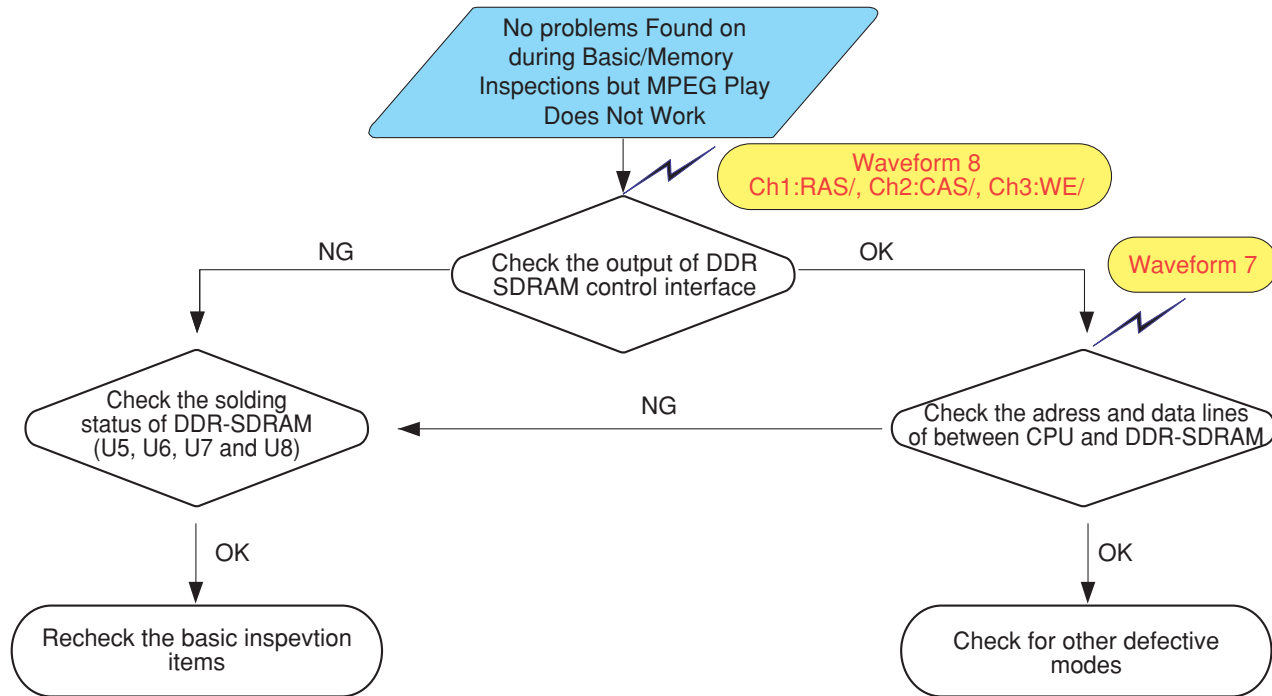 No problems Found on
during Basic/Memory
Inspections but MPEG Play
Does Not Work
Waveform 8
Ch1:RAS/, Ch2:CAS/, Ch3:WE/
NG
Check the output of DDR
SDRAM control interface
OK
Waveform 7
Check the solding
status of DDR-SDRAM
(U5, U6, U7 and U8)
NG
Check the adress and data lines
of between CPU and DDR-SDRAM
OK
OK
Recheck the basic inspevtion
items
Check for other defective
modes